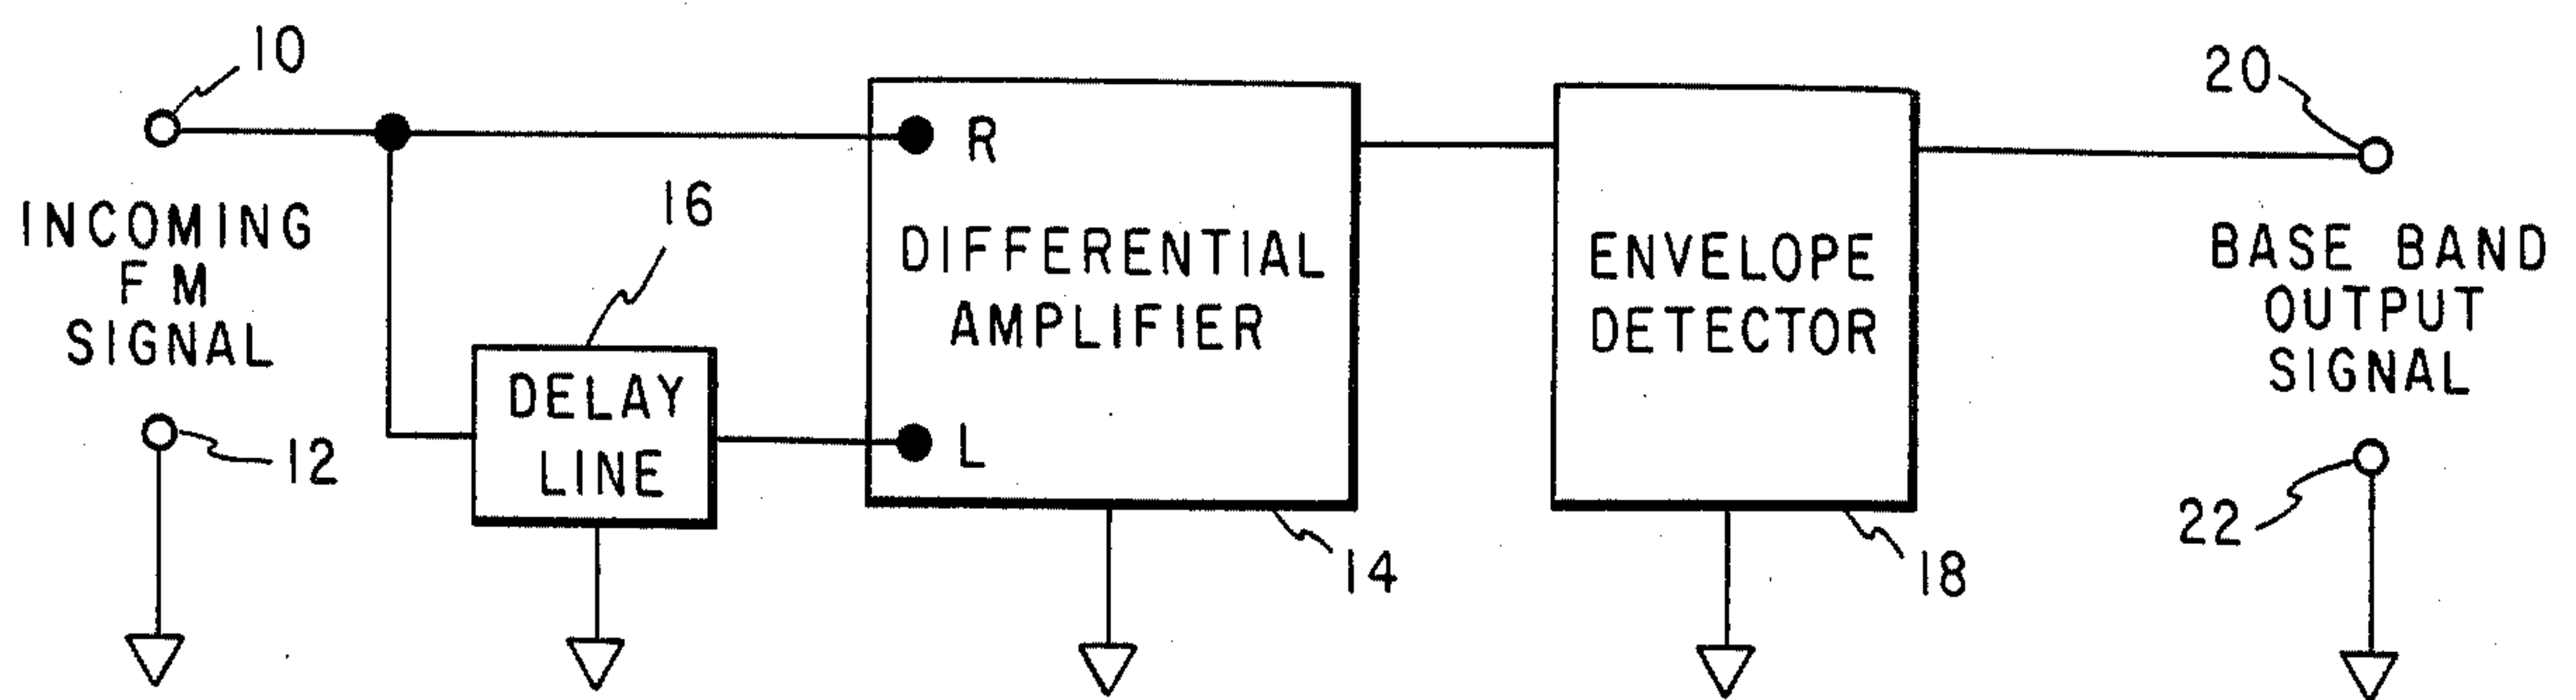 10
INCOMING
FM
SIGNAL
12
16
DELAY
LINE
R
DIFFERENTIAL
AMPLIFIER
L
14
ENVELOPE
DETECTOR
18
20
BASE BAND
OUTPUT
SIGNAL
22